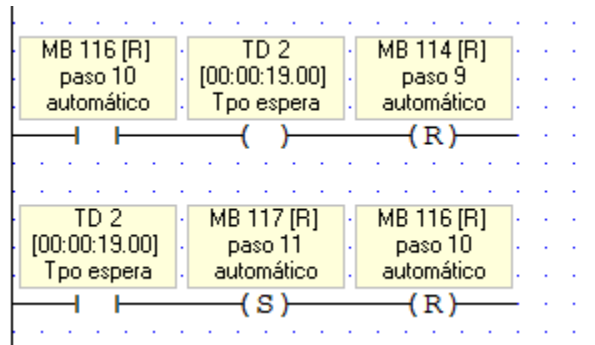 MB 116 [R]
paso 10
automático
TD 2
[00:00:19.00]
Tpo espera
MB 114 [R]
paso 9
automático
( )
(R)
TD 2
[00:00:19.00]
Tpo espera
MB 117 [R]
paso 11
automático
MB 116 [R]
paso 10
automático
(S)
(R)